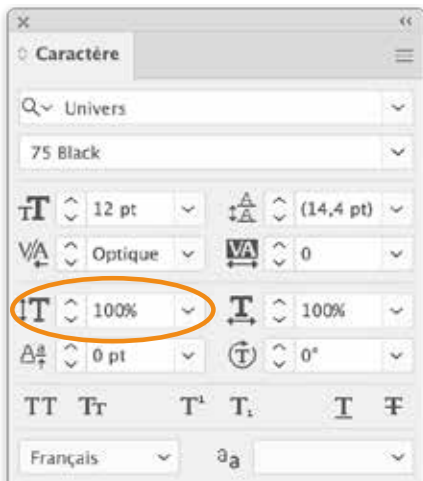 Caractère
Univers
75 Black
12 pt (14,4 pt)
Optique 0
100% 100%
0 pt 0°
TT Tт T¹ T₁ T T
Français aa